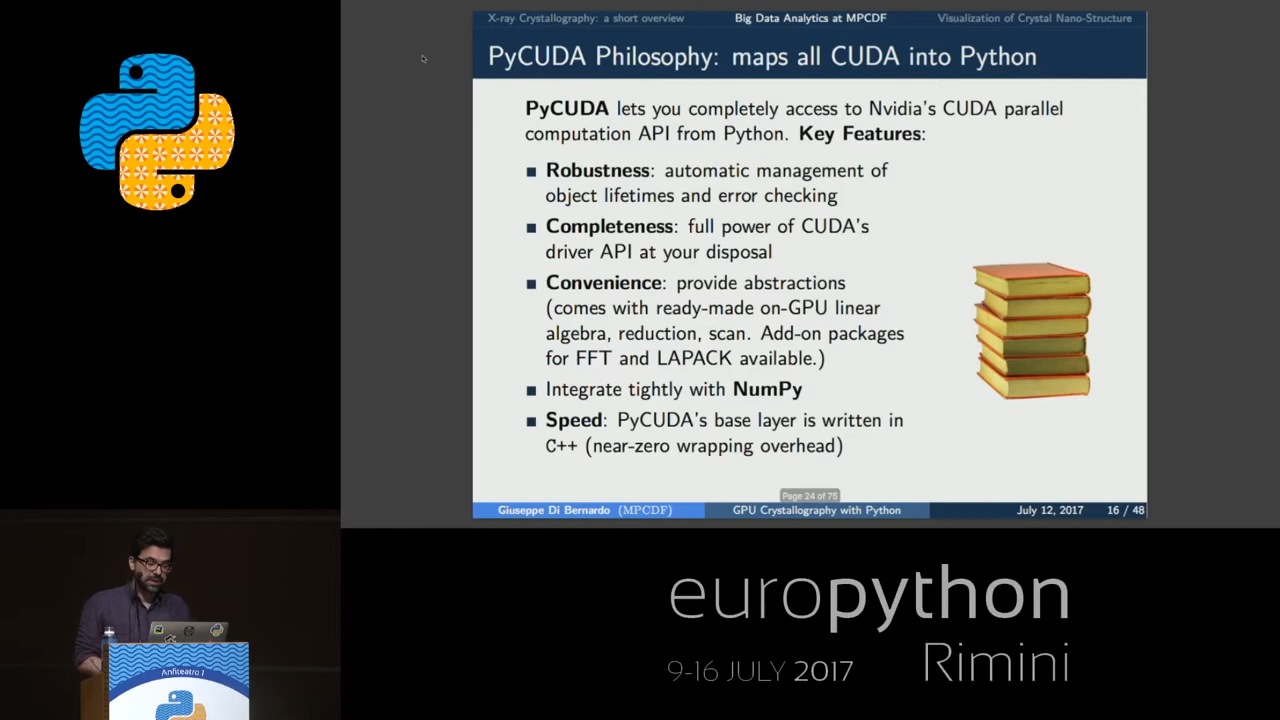 X-ray Crystallography: a short overview
Big Data Analytics at MPCDF
Visualization of Crystal Nano-Structure
PyCUDA Philosophy: maps all CUDA into Python
PyCUDA lets you completely access to Nvidia's CUDA parallel
computation API from Python. Key Features:
Robustness: automatic management of
object lifetimes and error checking
Completeness: full power of CUDA's
driver API at your disposal
Convenience: provide abstractions
(comes with ready-made on-GPU linear
algebra, reduction, scan. Add-on packages
for FFT and LAPACK available.)
Integrate tightly with NumPy
Speed: PyCUDA's base layer is written in
C++ (near-zero wrapping overhead)
Page 24 of 75
Giuseppe Di Bernardo (MPCDF)
GPU Crystallography with Python
July 12, 2017
16 / 48
Anfiteatro I
europython
9-16 JULY 2017
Rimini